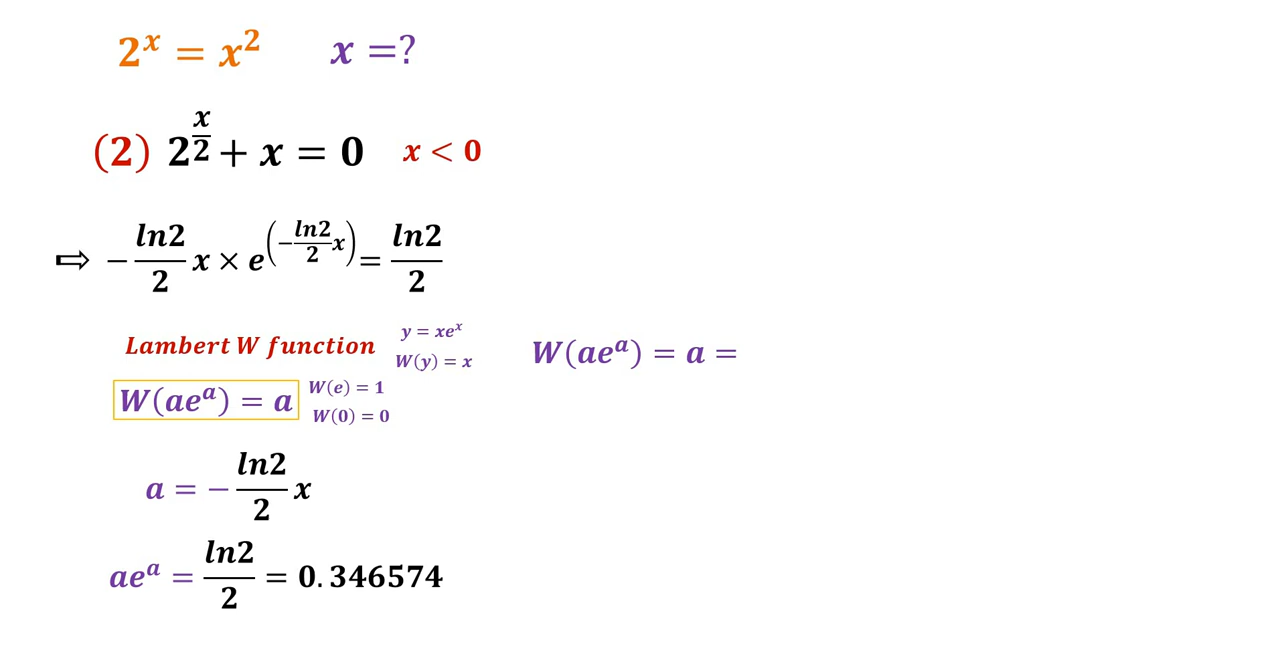 2^x = x^2 x =?
(2) 2^(x/2) + x = 0 x < 0
⇨ − ln2/2 x × e^(−ln2/2 x) = ln2/2
Lambert W function
y = xe^x
W(y) = x
W(ae^a) = a
W(e) = 1
W(0) = 0
a = − ln2/2 x
ae^a = ln2/2 = 0.346574
W(ae^a) = a =